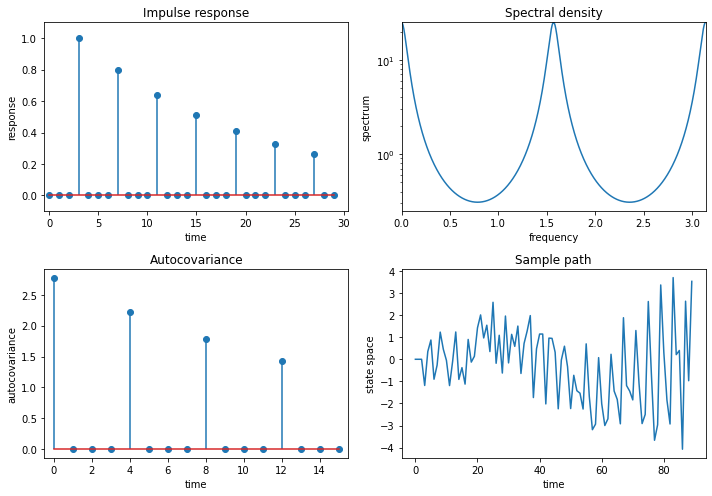 Impulse response
response
1.0
0.8
0.6
0.4
0.2
0.0
0 5 10 15 20 25 30
time
Spectral density
spectrum
10^1
10^0
0.0 0.5 1.0 1.5 2.0 2.5 3.0
frequency
Autocovariance
autocovariance
2.5
2.0
1.5
1.0
0.5
0.0
0 2 4 6 8 10 12 14
time
Sample path
state space
4
3
2
1
0
−1
−2
−3
−4
0 20 40 60 80
time